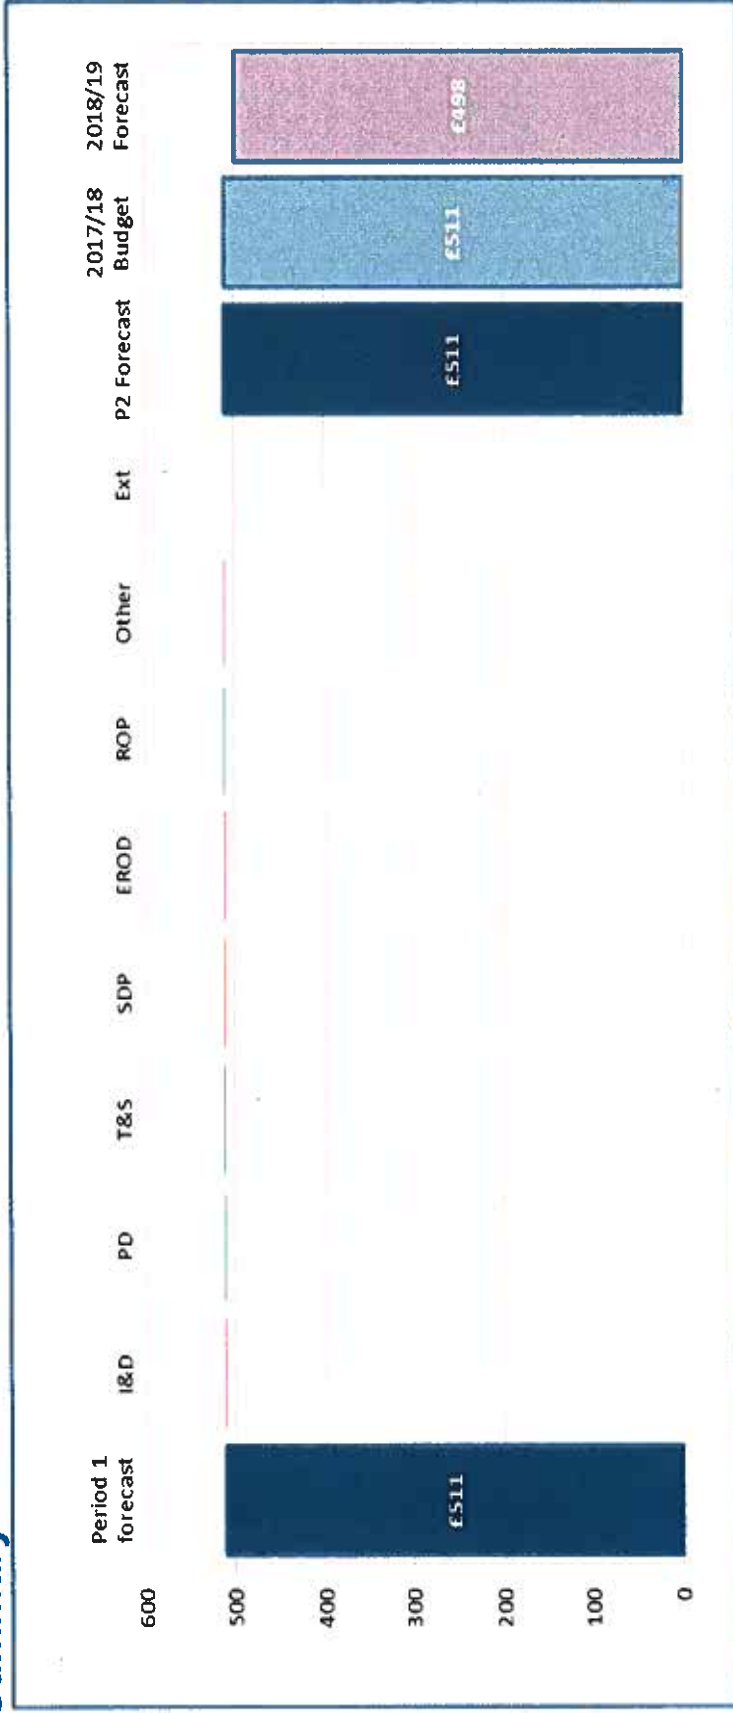 Period 1
forecast
I&D
PD
T&S
SDP
EROD
ROP
Other
Ext
P2 Forecast
2017/18
Budget
2018/19
Forecast
600
500
400
300
200
100
0
£511
£511
£511
£498